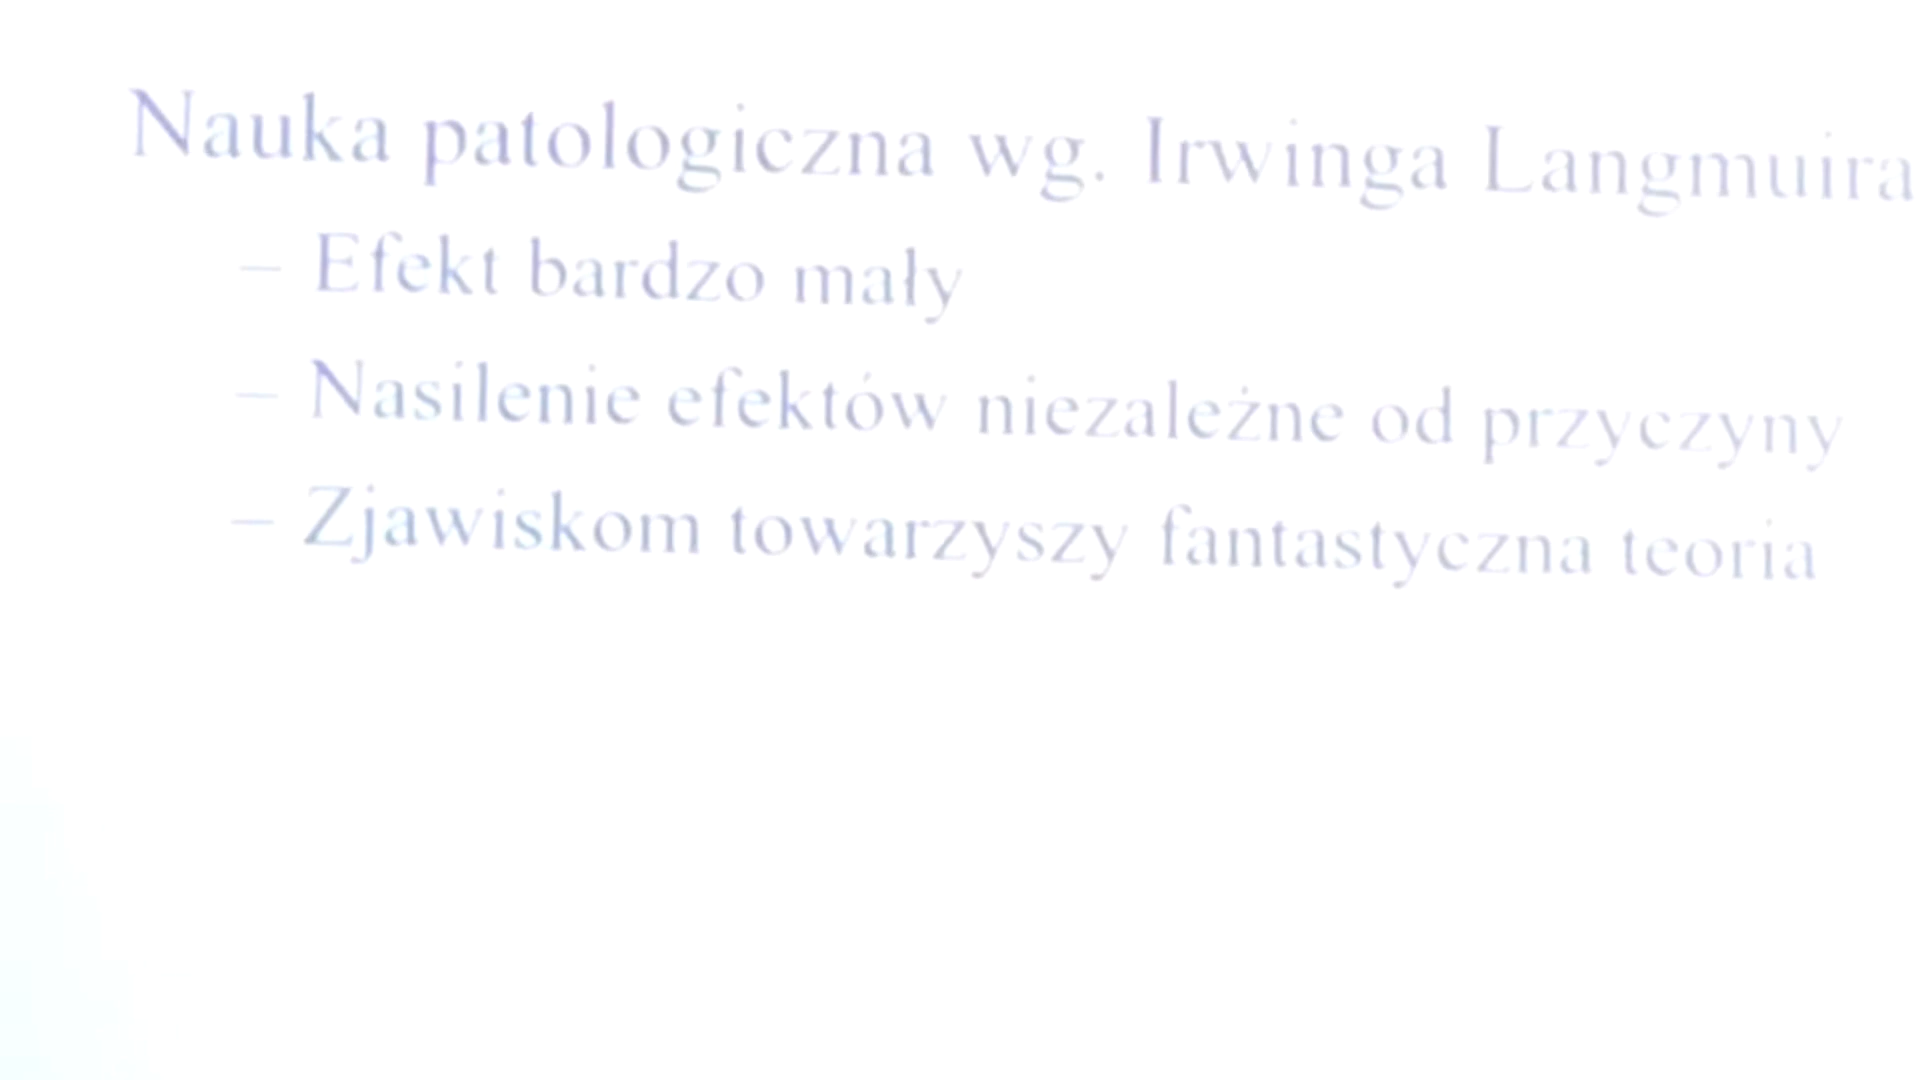 Nauka patologiczna wg. Irwinga Langmuira
– Efekt bardzo mały
– Nasilenie efektów niezależne od przyczyny
– Zjawiskom towarzyszy fantastyczna teoria